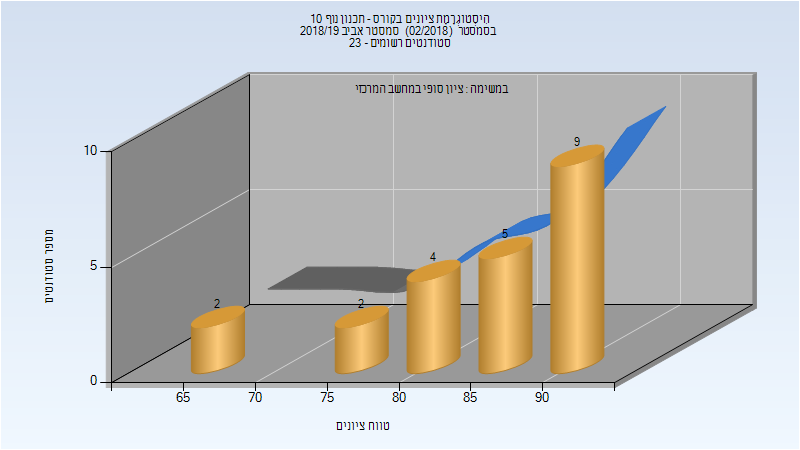 היסטוגרמת ציונים בקורס - תכנון נוף 10
בסמסטר (02/2018) סמסטר אביב 2018/19
סטודנטים רשומים - 23
במשימה : ציון סופי במחשב המרכזי
מספר סטודנטים
10
5
0
2
2
4
5
9
65
70
75
80
85
90
טווח ציונים